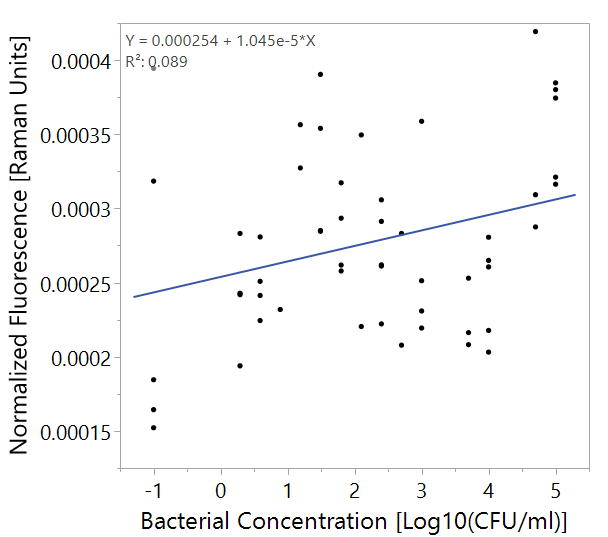 Y = 0.000254 + 1.045e-5*X
R²: 0.089
0.0004
0.00035
0.0003
0.00025
0.0002
0.00015
Normalized Fluorescence [Raman Units]
-1 0 1 2 3 4 5
Bacterial Concentration [Log10(CFU/ml)]